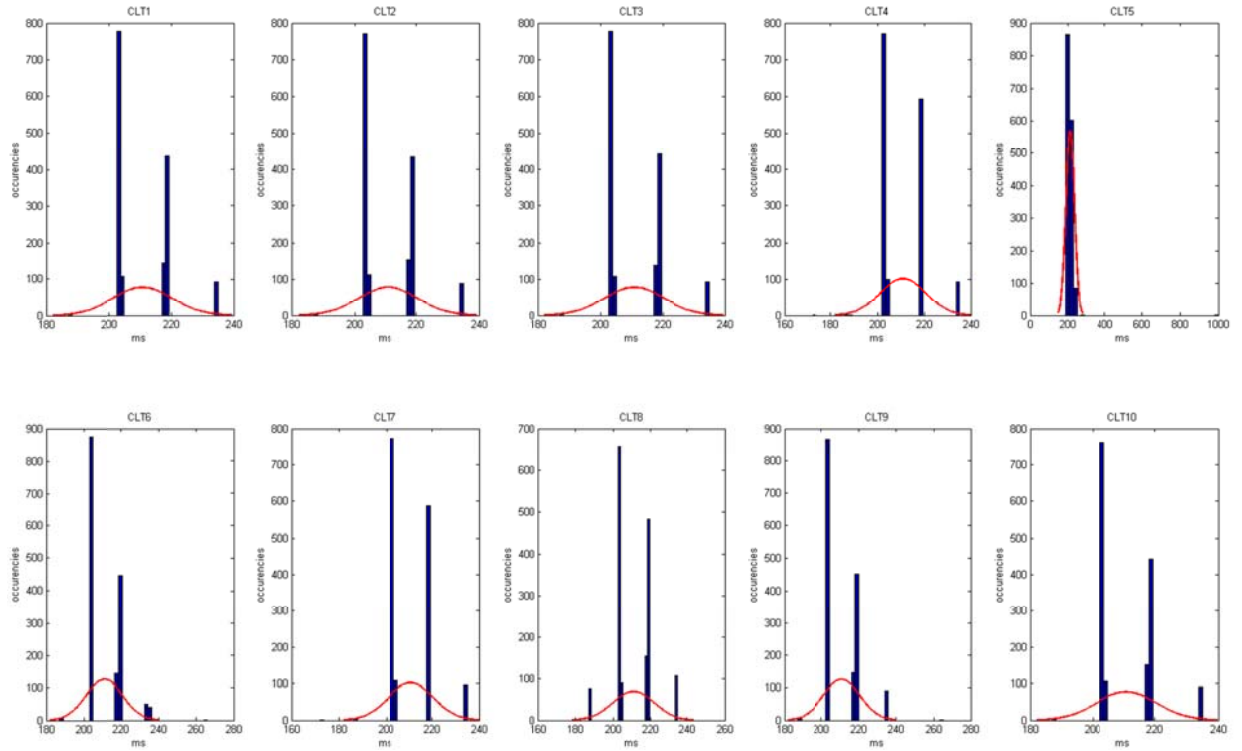 CLT1 CLT2 CLT3 CLT4 CLT5
800 800 800 800 900
700 700 700 700 800
600 600 600 600 700
500 500 500 500 600
400 400 400 400 500
300 300 300 300 400
200 200 200 200 300
100 100 100 100 200
0 0 0 0 100
0
occurencies occurencies occurencies occurencies occurencies
180 200 220 240 180 200 220 240 180 200 220 240 160 180 200 220 240 0 200 400 600 800 1000
ms ms ms ms ms
CLT6 CLT7 CLT8 CLT9 CLT10
900 800 700 900 800
800 700 600 800 700
700 600 500 700 600
600 500 400 600 500
500 400 300 500 400
400 300 200 400 300
300 200 100 300 200
200 100 0 200 100
100 0 100 0
0 0
occurencies occurencies occurencies occurencies occurencies
180 200 220 240 260 280 160 180 200 220 240 160 180 200 220 240 260 180 200 220 240 260 280 180 200 220 240
ms ms ms ms ms